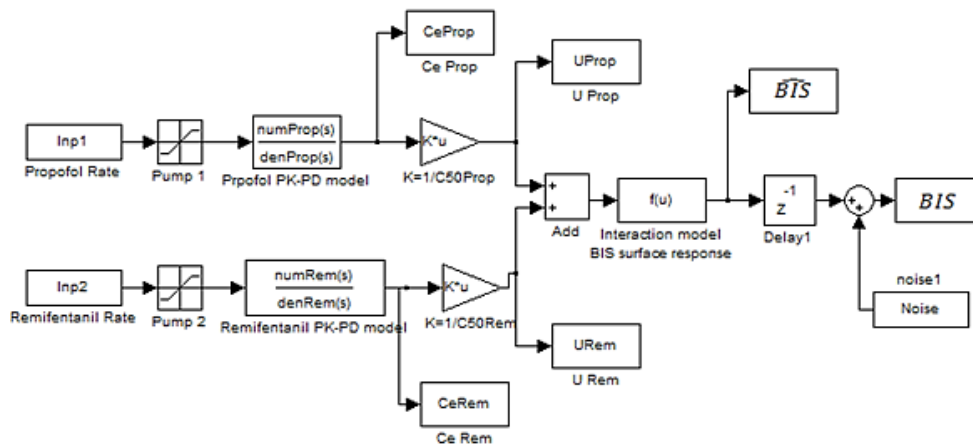 CeProp
Ce Prop
UProp
U Prop
$\widehat{BIS}$
Inp1
Propofol Rate
Pump 1
numProp(s)
denProp(s)
Prpofol PK-PD model
K*u
K=1/C50Prop
+
+
Add
f(u)
Interaction model
BIS surface response
-1
Z
Delay1
+
+
BIS
noise1
Noise
Inp2
Remifentanil Rate
Pump 2
numRem(s)
denRem(s)
Remifentanil PK-PD model
K*u
K=1/C50Rem
URem
U Rem
CeRem
Ce Rem